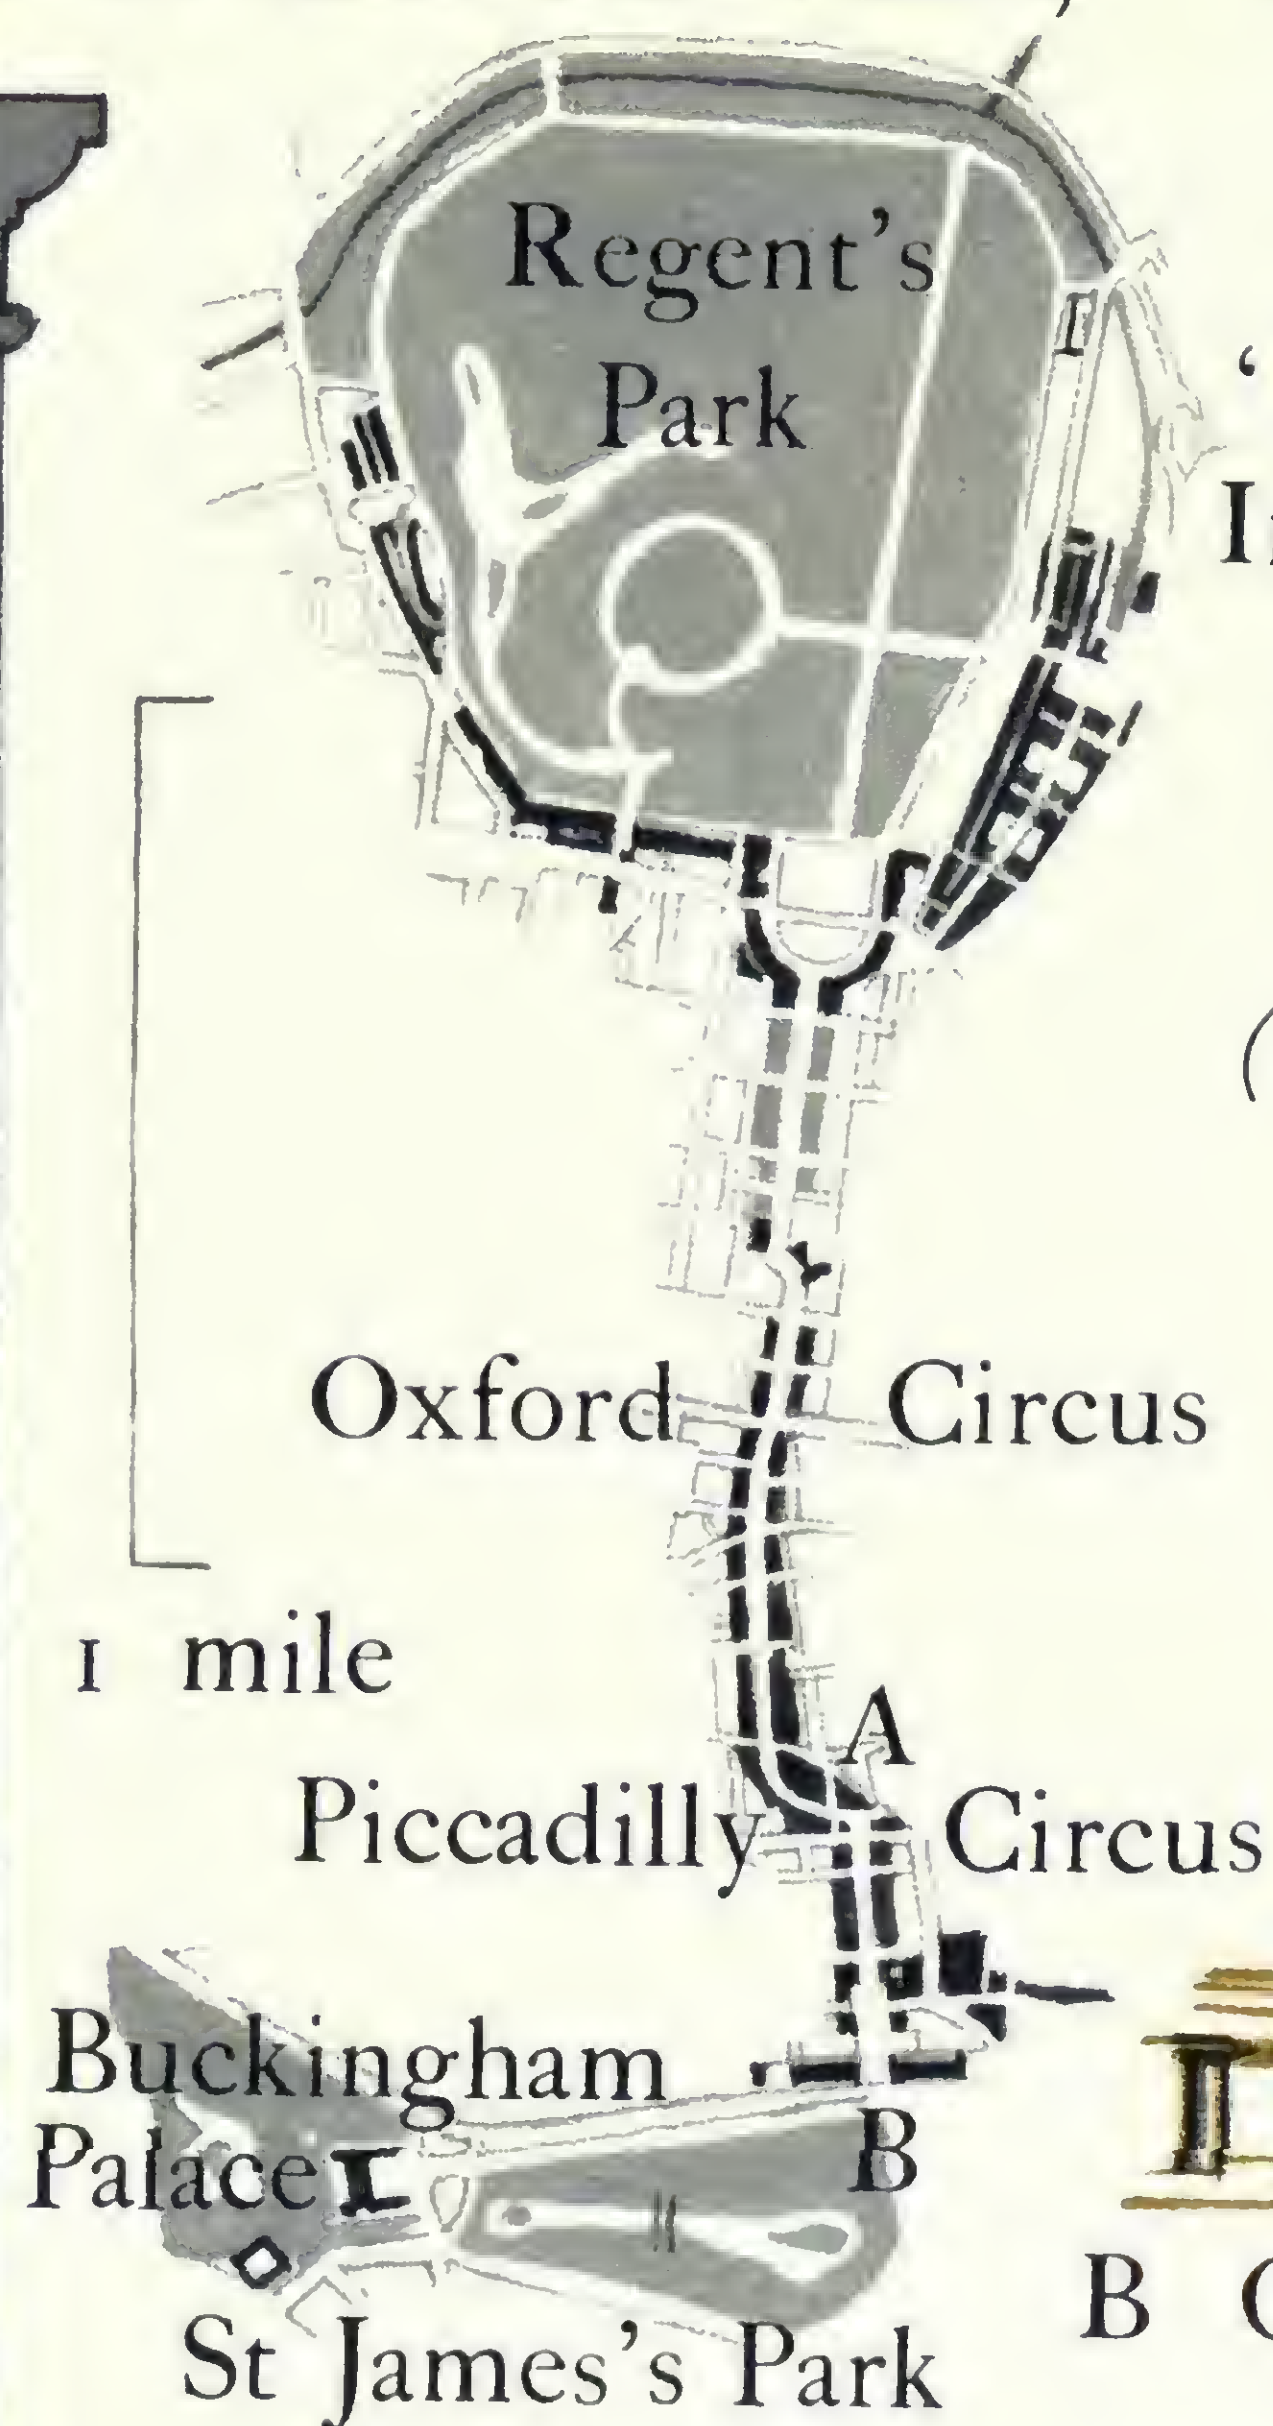 Regent's
Park
Oxford Circus
1 mile
A
Piccadilly Circus
Buckingham
Palace
B
B
St James's Park